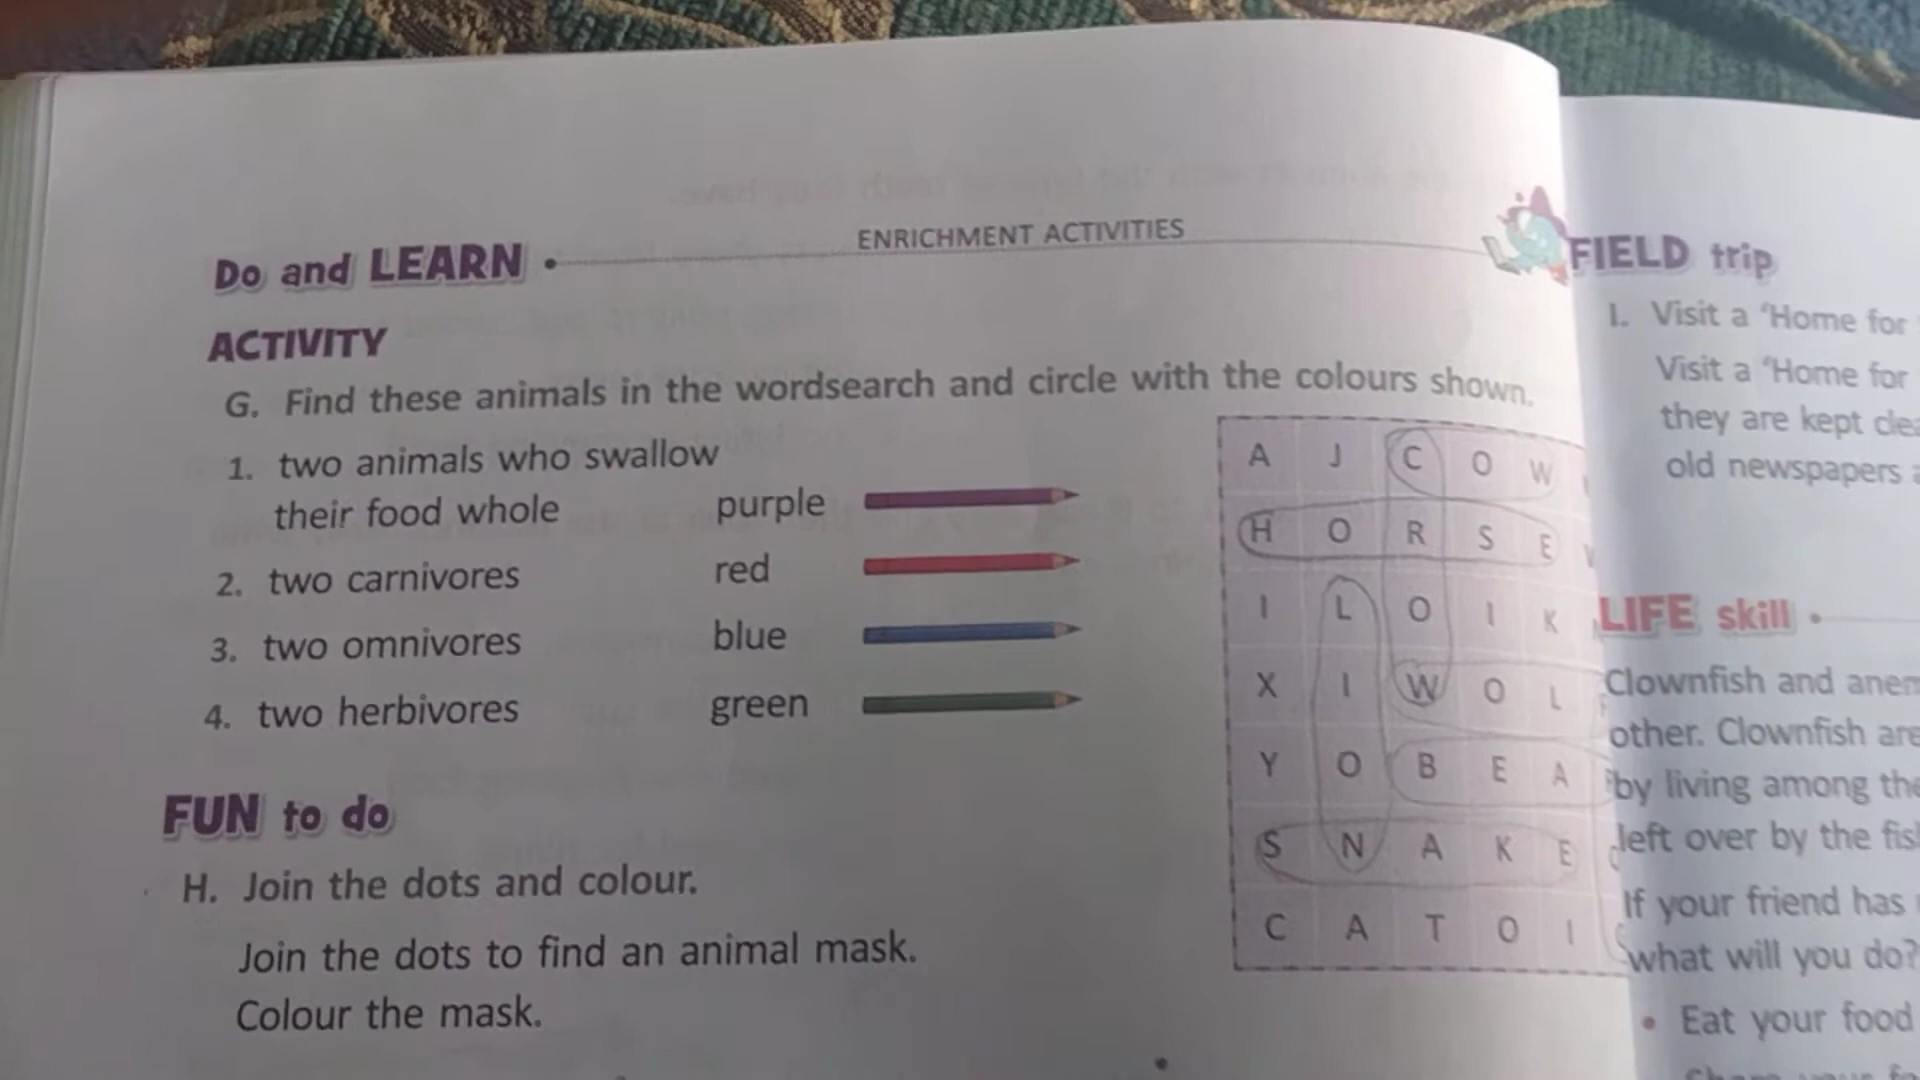 Do and LEARN
ENRICHMENT ACTIVITIES
ACTIVITY
G. Find these animals in the wordsearch and circle with the colours shown.
1. two animals who swallow
their food whole purple
2. two carnivores red
3. two omnivores blue
4. two herbivores green
A J C O W
H O R S E
I L O I K
X I W O L
Y O B E A
S N A K E
C A T O I
FUN to do
H. Join the dots and colour.
Join the dots to find an animal mask.
Colour the mask.
FIELD trip
1. Visit a 'Home for
Visit a 'Home for
they are kept
old newspapers
LIFE skill
Clownfish and
other. Clownfish are
by living among the
left over by the
If your friend has
what will you do?
• Eat your food